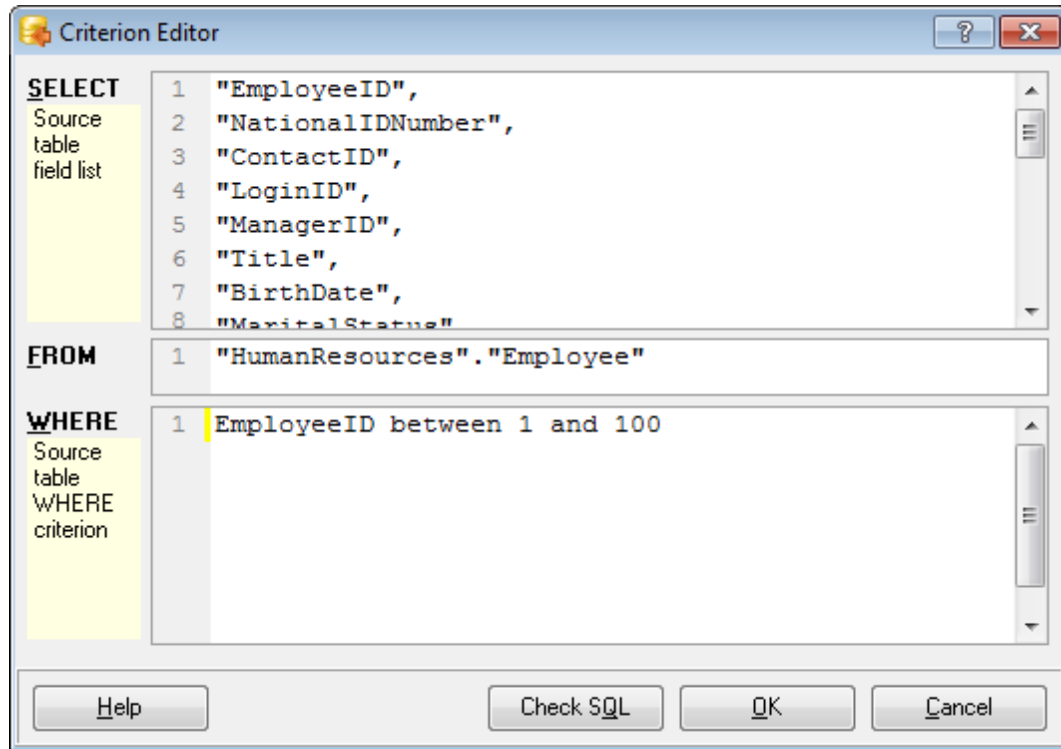 Criterion Editor
SELECT
Source
table
field list
1 "EmployeeID",
2 "NationalIDNumber",
3 "ContactID",
4 "LoginID",
5 "ManagerID",
6 "Title",
7 "BirthDate",
8 "MaritalStatus"
FROM
1 "HumanResources"."Employee"
WHERE
Source
table
WHERE
criterion
1 EmployeeID between 1 and 100
Help
Check SQL
OK
Cancel